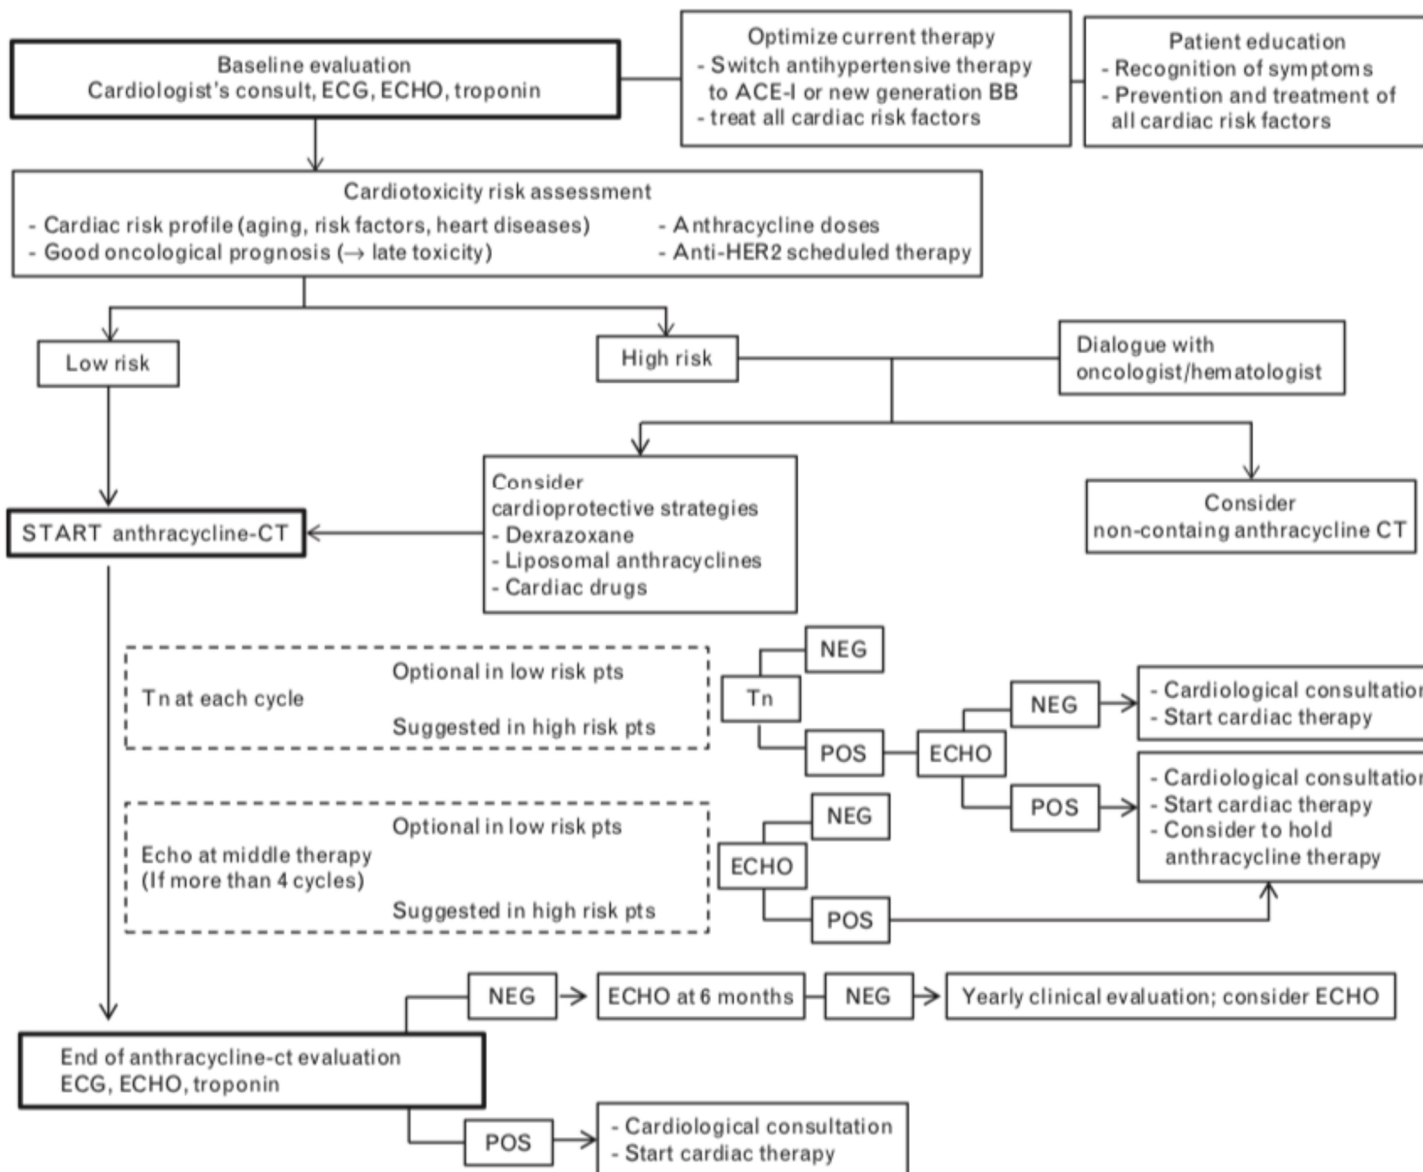 Baseline evaluation
Cardiologist's consult, ECG, ECHO, troponin
Optimize current therapy
- Switch antihypertensive therapy
to ACE-I or new generation BB
- treat all cardiac risk factors
Patient education
- Recognition of symptoms
- Prevention and treatment of
all cardiac risk factors
Cardiotoxicity risk assessment
- Cardiac risk profile (aging, risk factors, heart diseases)
- Good oncological prognosis (→ late toxicity)
- Anthracycline doses
- Anti-HER2 scheduled therapy
Low risk
High risk
Dialogue with
oncologist/hematologist
START anthracycline-CT
Consider
cardioprotective strategies
- Dexrazoxane
- Liposomal anthracyclines
- Cardiac drugs
Consider
non-containg anthracycline CT
Tn at each cycle
Optional in low risk pts
Suggested in high risk pts
Tn
NEG
POS
ECHO
NEG
- Cardiological consultation
- Start cardiac therapy
POS
- Cardiological consultation
- Start cardiac therapy
- Consider to hold
anthracycline therapy
Echo at middle therapy
(If more than 4 cycles)
Optional in low risk pts
Suggested in high risk pts
ECHO
NEG
POS
End of anthracycline-ct evaluation
ECG, ECHO, troponin
NEG
ECHO at 6 months
NEG
Yearly clinical evaluation; consider ECHO
POS
- Cardiological consultation
- Start cardiac therapy